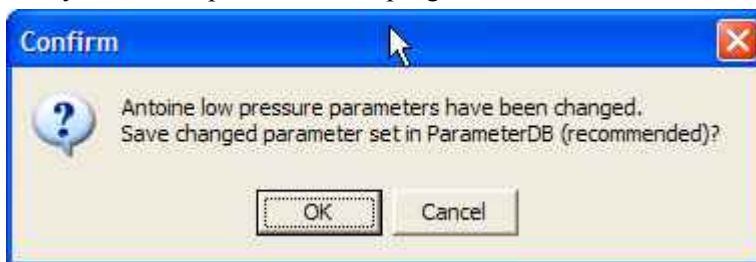 Confirm
Antoine low pressure parameters have been changed.
Save changed parameter set in ParameterDB (recommended)?
OK Cancel